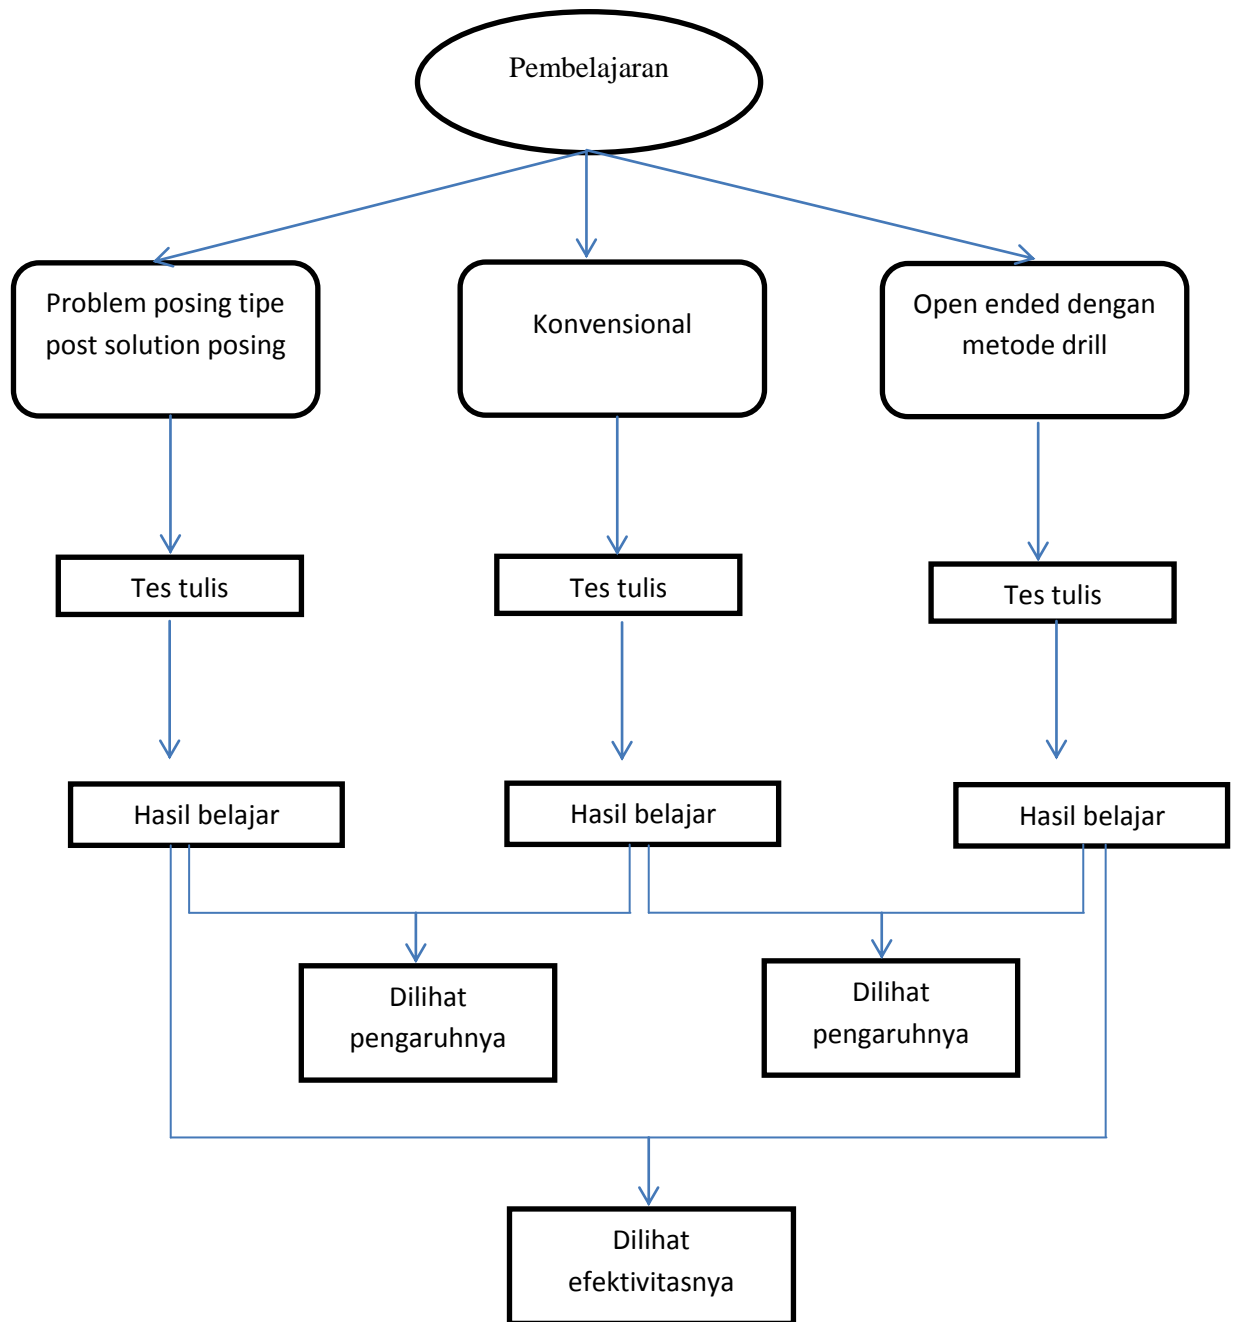 Pembelajaran
Problem posing tipe
post solution posing
Konvensional
Open ended dengan
metode drill
Tes tulis
Tes tulis
Tes tulis
Hasil belajar
Hasil belajar
Hasil belajar
Dilihat
pengaruhnya
Dilihat
pengaruhnya
Dilihat
efektivitasnya